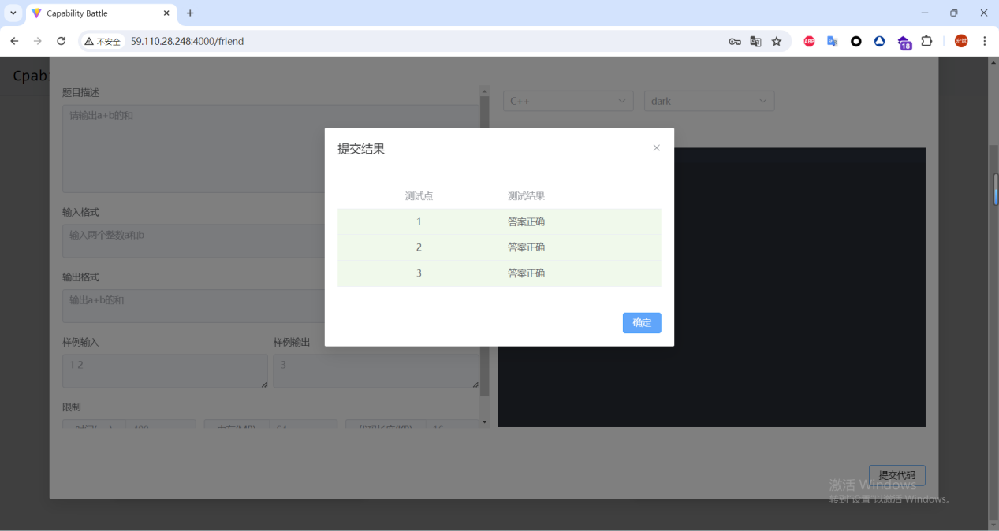 Capability Battle
不安全
59.110.28.248:4000/friend
ABP
18
宏斌
Cpab
题目描述
请输出a+b的和
C++
dark
提交结果
测试点 测试结果
1 答案正确
2 答案正确
3 答案正确
确定
输入格式
输入两个整数a和b
输出格式
输出a+b的和
样例输入 样例输出
1 2
3
限制
提交代码
激活 Windows
转到"设置"以激活 Windows。